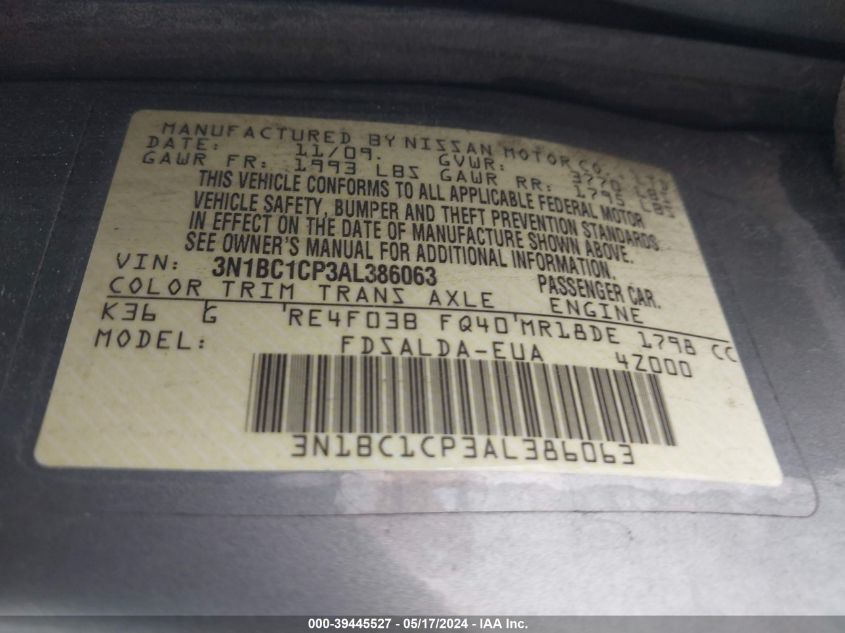 MANUFACTURED BY NISSAN MOTOR CO.,
DATE: 11/09. GVWR: 3770
GAWR FR: 1993 LBS GAWR RR: 1795
THIS VEHICLE CONFORMS TO ALL APPLICABLE FEDERAL MOTOR
VEHICLE SAFETY, BUMPER AND THEFT PREVENTION STANDARDS
IN EFFECT ON THE DATE OF MANUFACTURE SHOWN ABOVE.
SEE OWNER'S MANUAL FOR ADDITIONAL INFORMATION.
VIN: 3N1BC1CP3AL386063 PASSENGER CAR.
COLOR TRIM TRANS AXLE ENGINE
K36 G 'RE4F03B FQ40'MR18DE 1798 CC
MODEL: FDSALDA-EUA 4Z000
3N1BC1CP3AL386063
000-39445527 - 05/17/2024 - IAA Inc.